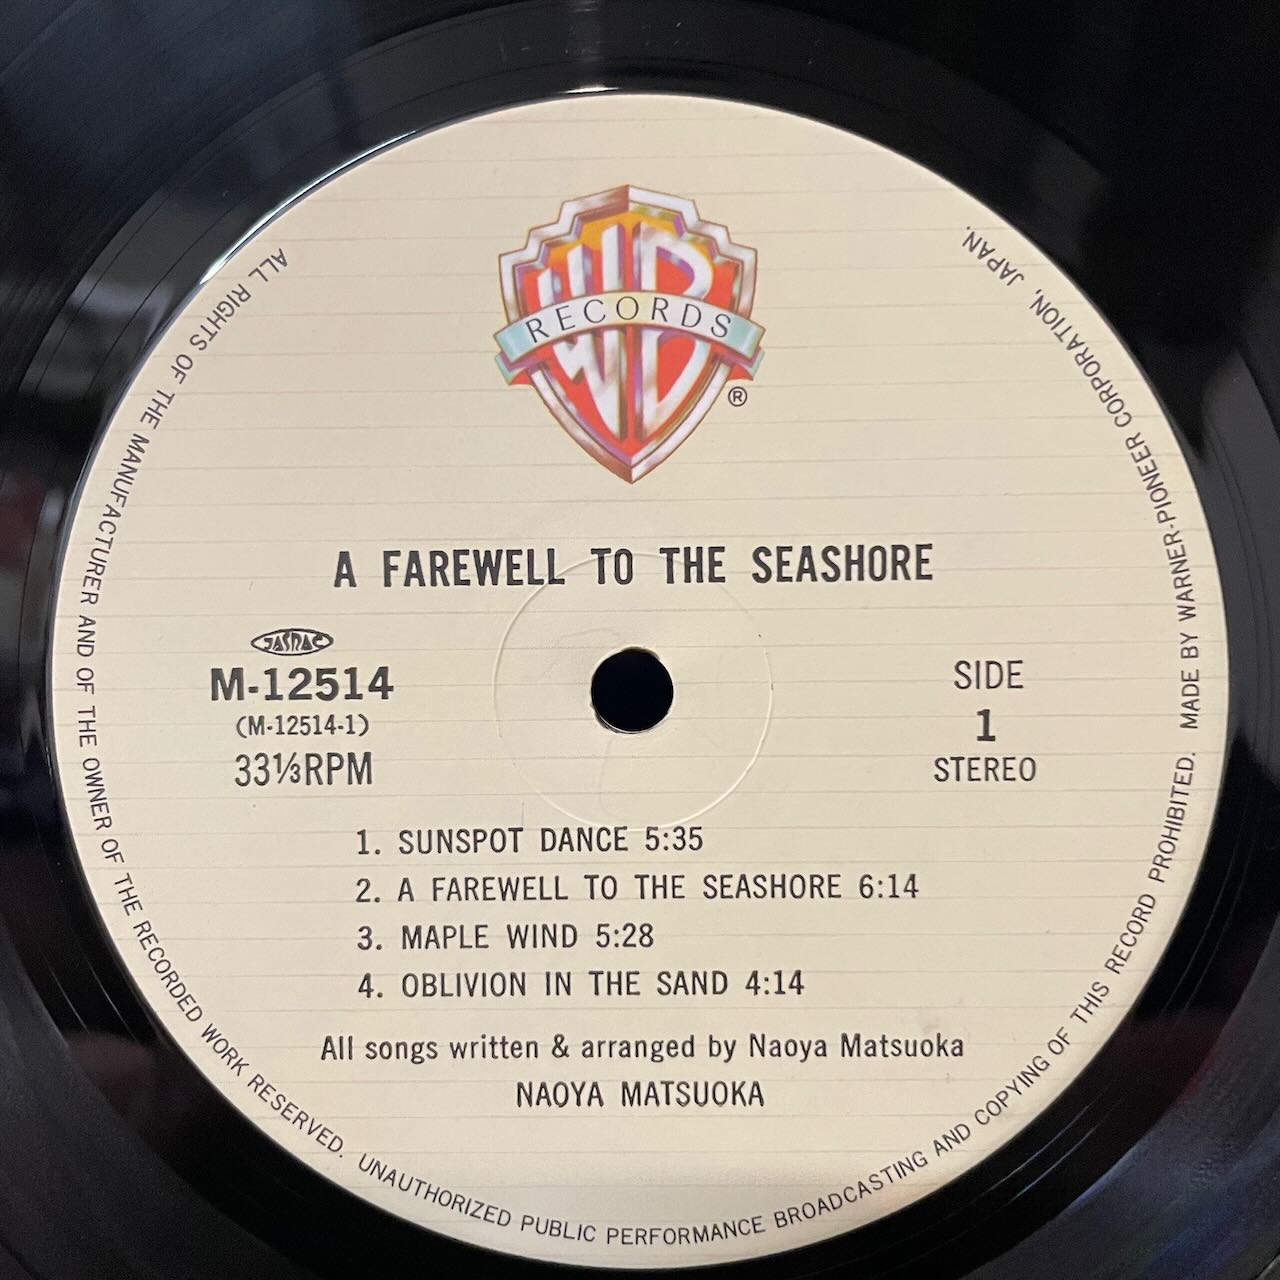 WB
RECORDS
®
A FAREWELL TO THE SEASHORE
JASRAC
M-12514
(M-12514-1)
33⅓RPM
SIDE
1
STEREO
1. SUNSPOT DANCE 5:35
2. A FAREWELL TO THE SEASHORE 6:14
3. MAPLE WIND 5:28
4. OBLIVION IN THE SAND 4:14
All songs written & arranged by Naoya Matsuoka
NAOYA MATSUOKA
ALL RIGHTS OF THE MANUFACTURER AND OF THE OWNER OF THE RECORDED WORK RESERVED. UNAUTHORIZED PUBLIC PERFORMANCE BROADCASTING AND COPYING OF THIS RECORD PROHIBITED. MADE BY WARNER-PIONEER CORPORATION, JAPAN.